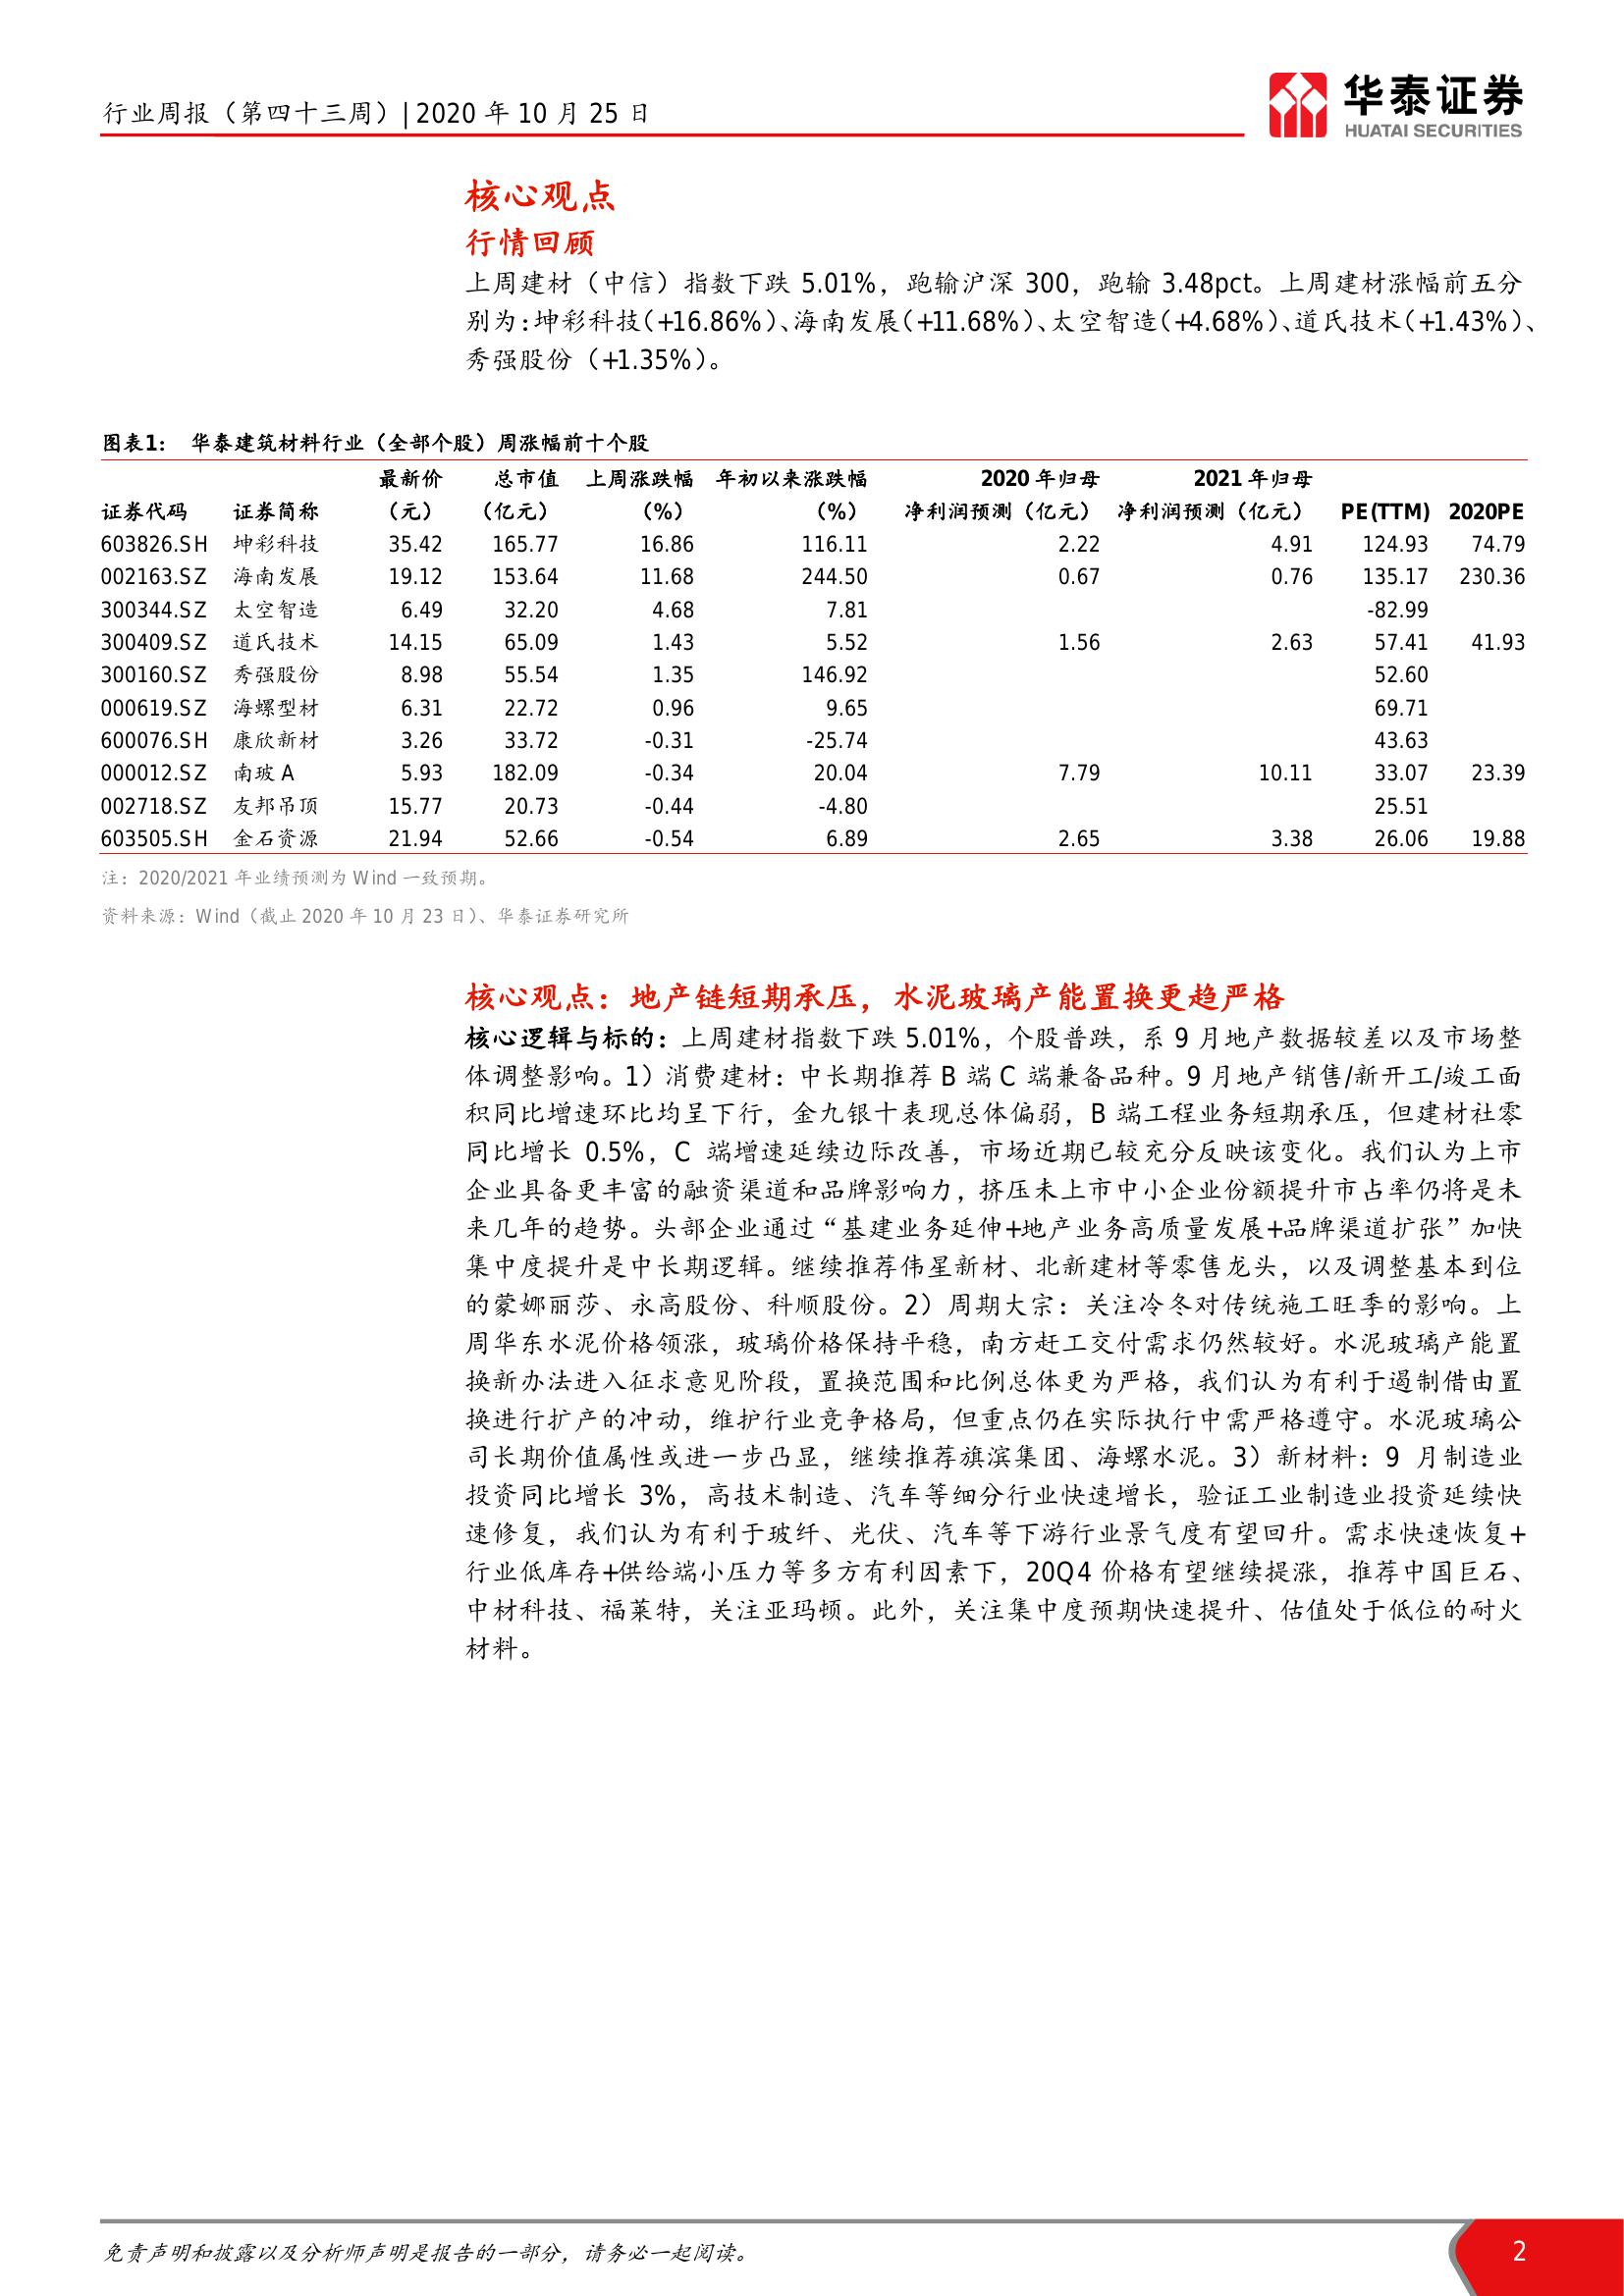 行业周报（第四十三周）| 2020 年 10 月 25 日
华泰证券
HUATAI SECURITIES
核心观点
行情回顾
上周建材（中信）指数下跌 5.01%，跑输沪深 300，跑输 3.48pct。上周建材涨幅前五分
别为：坤彩科技（+16.86%）、海南发展（+11.68%）、太空智造（+4.68%）、道氏技术（+1.43%）、
秀强股份（+1.35%）。
图表1： 华泰建筑材料行业（全部个股）周涨幅前十个股
最新价 总市值 上周涨跌幅 年初以来涨跌幅 2020 年归母 2021 年归母
证券代码 证券简称 （元） （亿元） （%） （%） 净利润预测（亿元） 净利润预测（亿元） PE(TTM) 2020PE
603826.SH 坤彩科技 35.42 165.77 16.86 116.11 2.22 4.91 124.93 74.79
002163.SZ 海南发展 19.12 153.64 11.68 244.50 0.67 0.76 135.17 230.36
300344.SZ 太空智造 6.49 32.20 4.68 7.81 -82.99
300409.SZ 道氏技术 14.15 65.09 1.43 5.52 1.56 2.63 57.41 41.93
300160.SZ 秀强股份 8.98 55.54 1.35 146.92 52.60
000619.SZ 海螺型材 6.31 22.72 0.96 9.65 69.71
600076.SH 康欣新材 3.26 33.72 -0.31 -25.74 43.63
000012.SZ 南玻 A 5.93 182.09 -0.34 20.04 7.79 10.11 33.07 23.39
002718.SZ 友邦吊顶 15.77 20.73 -0.44 -4.80 25.51
603505.SH 金石资源 21.94 52.66 -0.54 6.89 2.65 3.38 26.06 19.88
注：2020/2021 年业绩预测为 Wind 一致预期。
资料来源：Wind（截止 2020 年 10 月 23 日）、华泰证券研究所
核心观点：地产链短期承压，水泥玻璃产能置换更趋严格
核心逻辑与标的：上周建材指数下跌 5.01%，个股普跌，系 9 月地产数据较差以及市场整
体调整影响。1）消费建材：中长期推荐 B 端 C 端兼备品种。9 月地产销售/新开工/竣工面
积同比增速环比均呈下行，金九银十表现总体偏弱，B 端工程业务短期承压，但建材社零
同比增长 0.5%，C 端增速延续边际改善，市场近期已较充分反映该变化。我们认为上市
企业具备更丰富的融资渠道和品牌影响力，挤压未上市中小企业份额提升市占率仍将是未
来几年的趋势。头部企业通过“基建业务延伸+地产业务高质量发展+品牌渠道扩张”加快
集中度提升是中长期逻辑。继续推荐伟星新材、北新建材等零售龙头，以及调整基本到位
的蒙娜丽莎、永高股份、科顺股份。2）周期大宗：关注冷冬对传统施工旺季的影响。上
周华东水泥价格领涨，玻璃价格保持平稳，南方赶工交付需求仍然较好。水泥玻璃产能置
换新办法进入征求意见阶段，置换范围和比例总体更为严格，我们认为有利于遏制借由置
换进行扩产的冲动，维护行业竞争格局，但重点仍在实际执行中需严格遵守。水泥玻璃公
司长期价值属性或进一步凸显，继续推荐旗滨集团、海螺水泥。3）新材料：9 月制造业
投资同比增长 3%，高技术制造、汽车等细分行业快速增长，验证工业制造业投资延续快
速修复，我们认为有利于玻纤、光伏、汽车等下游行业景气度有望回升。需求快速恢复+
行业低库存+供给端小压力等多方有利因素下，20Q4 价格有望继续提涨，推荐中国巨石、
中材科技、福莱特，关注亚玛顿。此外，关注集中度预期快速提升、估值处于低位的耐火
材料。
免责声明和披露以及分析师声明是报告的一部分，请务必一起阅读。
2